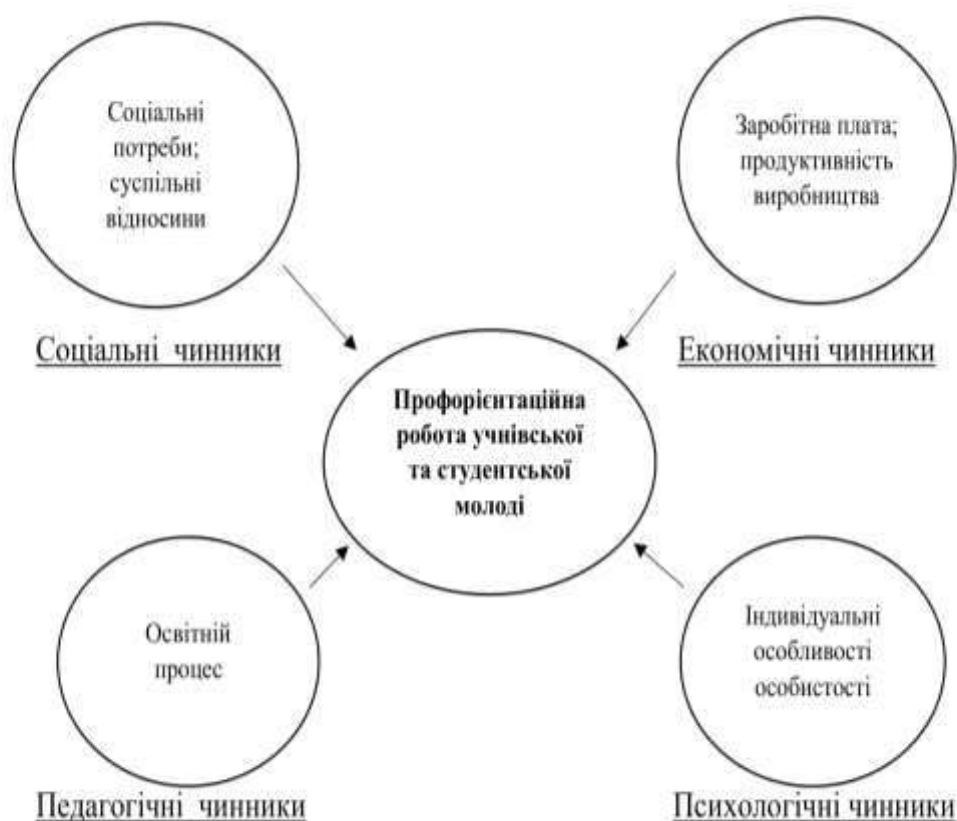 Соціальні
потреби;
суспільні
відносини
Заробітна плата;
продуктивність
виробництва
Соціальні чинники
Економічні чинники
Профорієнтаційна
робота учнівської
та студентської
молоді
Освітній
процес
Індивідуальні
особливості
особистості
Педагогічні чинники
Психологічні чинники